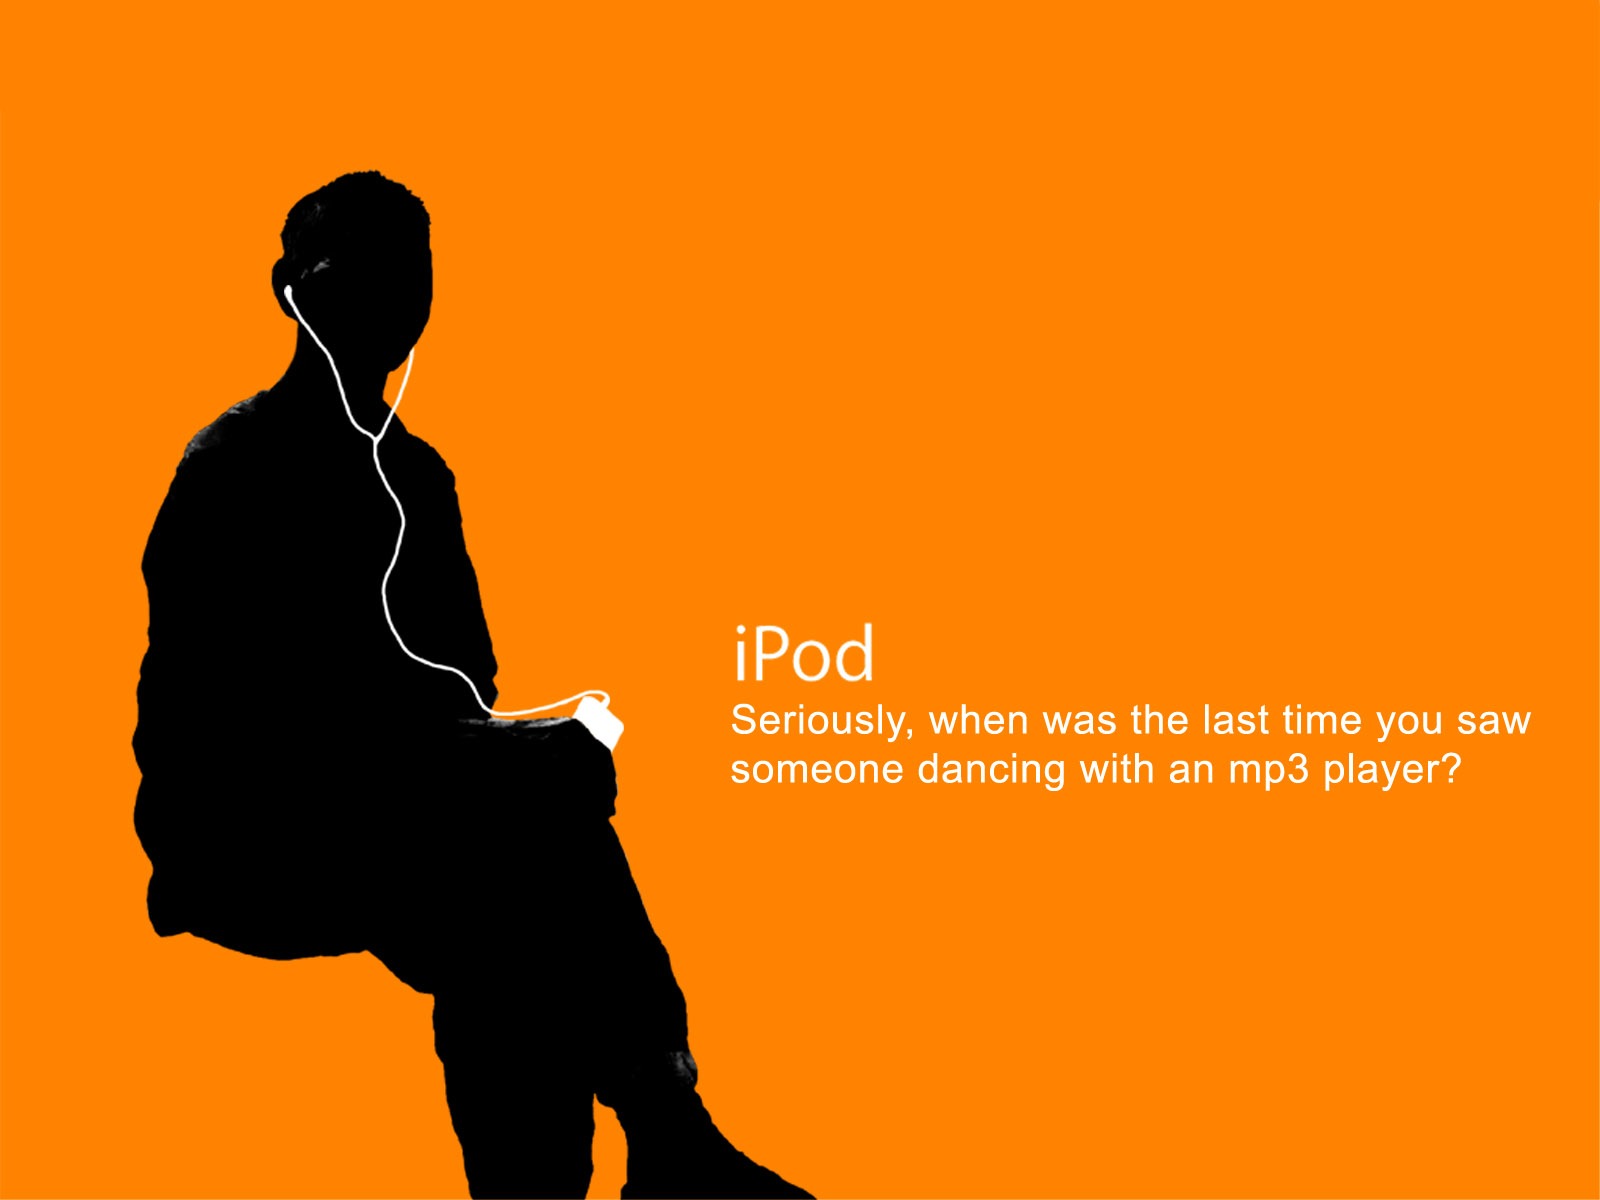 iPod
Seriously, when was the last time you saw
someone dancing with an mp3 player?